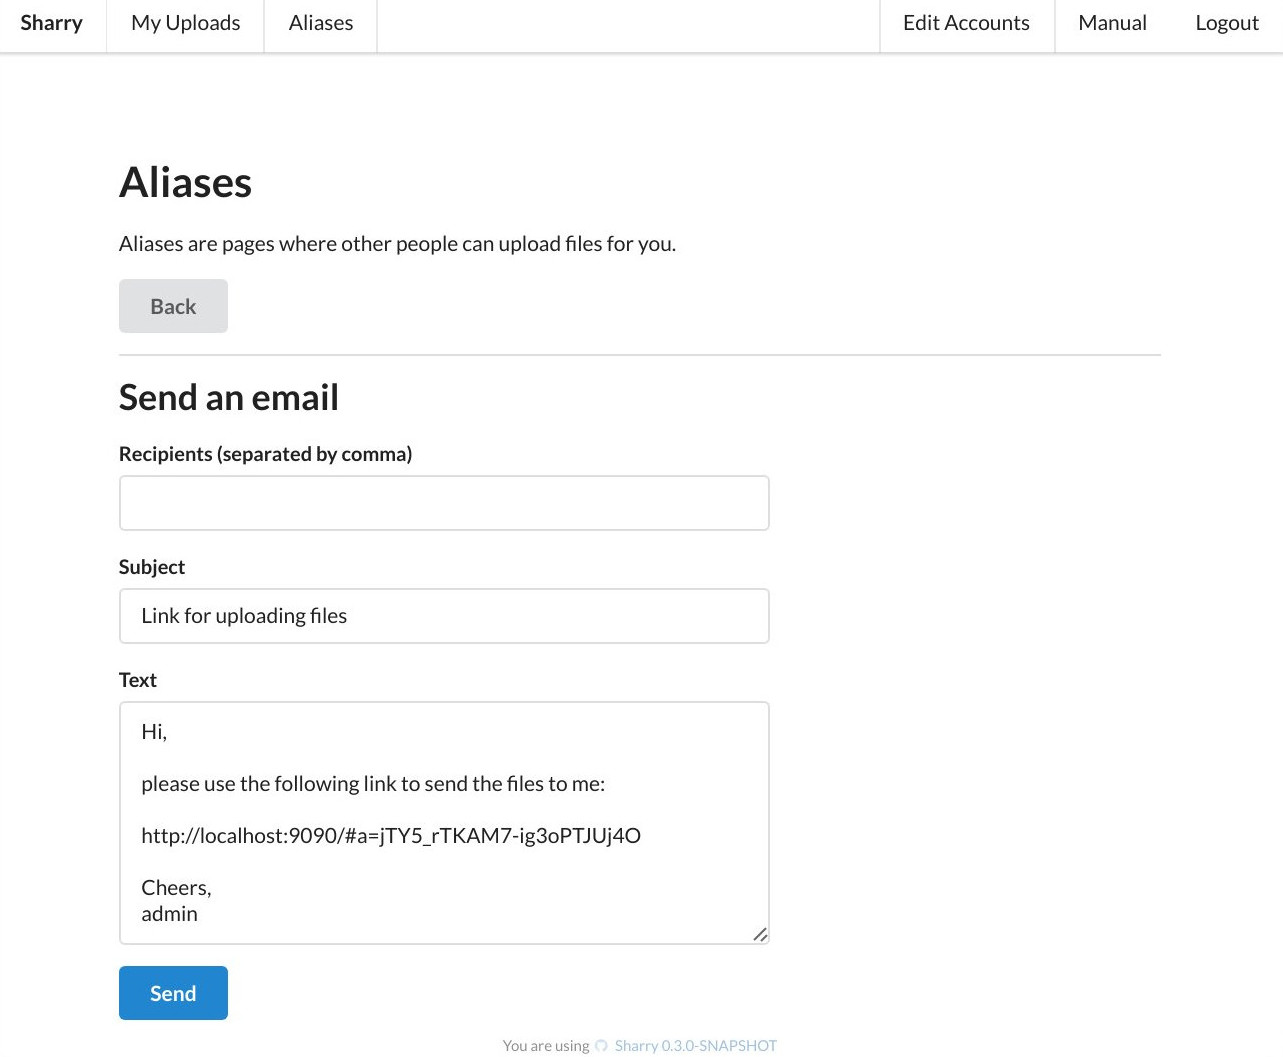 Sharry My Uploads Aliases Edit Accounts Manual Logout
Aliases
Aliases are pages where other people can upload files for you.
Back
Send an email
Recipients (separated by comma)
Subject
Link for uploading files
Text
Hi,
please use the following link to send the files to me:
http://localhost:9090/#a=jTY5_rTKAM7-ig3oPTJUj4O
Cheers,
admin
Send
You are using Sharry 0.3.0-SNAPSHOT